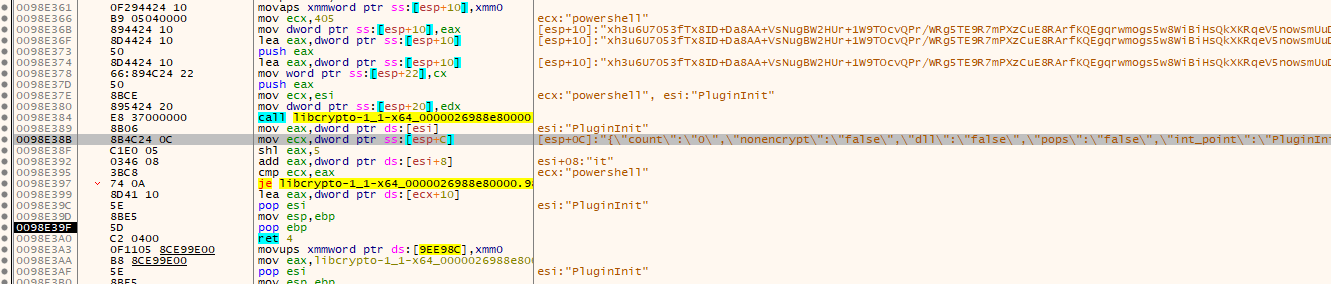 0098E361 0F294424 10 movaps xmmword ptr ss:[esp+10],xmm0
0098E366 B9 05040000 mov ecx,405 ecx:"powershell"
0098E36B 894424 10 mov dword ptr ss:[esp+10],eax [esp+10]:"xh3u6U7053fTx8ID+Da8AA+VsNugBW2HUr+1W9TOcvQPr/WRg5TE9R7mPXzCuE8RArfKQEgqrwmogs5w8WiBiHsQkXKRqeV5nowsmUuD
0098E36F 8D4424 10 lea eax,dword ptr ss:[esp+10] [esp+10]:"xh3u6U7053fTx8ID+Da8AA+VsNugBW2HUr+1W9TOcvQPr/WRg5TE9R7mPXzCuE8RArfKQEgqrwmogs5w8WiBiHsQkXKRqeV5nowsmUuD
0098E373 50 push eax
0098E374 8D4424 10 lea eax,dword ptr ss:[esp+10] [esp+10]:"xh3u6U7053fTx8ID+Da8AA+VsNugBW2HUr+1W9TOcvQPr/WRg5TE9R7mPXzCuE8RArfKQEgqrwmogs5w8WiBiHsQkXKRqeV5nowsmUuD
0098E378 66:894C24 22 mov word ptr ss:[esp+22],cx
0098E37D 50 push eax
0098E37E 8BCE mov ecx,esi ecx:"powershell", esi:"PluginInit"
0098E380 895424 20 mov dword ptr ss:[esp+20],edx
0098E384 E8 37000000 call libcrypto-1_1-x64_0000026988e80000
0098E389 8B06 mov eax,dword ptr ds:[esi] esi:"PluginInit"
0098E38B 8B4C24 0C mov ecx,dword ptr ss:[esp+C] [esp+0C]:"{\"count\":\"0\",\"nonencrypt\":\"false\",\"dll\":\"false\",\"pops\":\"false\",\"int_point\":\"PluginIni
0098E38F C1E0 05 shl eax,5
0098E392 0346 08 add eax,dword ptr ds:[esi+8] esi+08:"it"
0098E395 3BC8 cmp ecx,eax ecx:"powershell"
0098E397 74 0A je libcrypto-1_1-x64_0000026988e80000.98
0098E399 8D41 10 lea eax,dword ptr ds:[ecx+10]
0098E39C 5E pop esi esi:"PluginInit"
0098E39D 8BE5 mov esp,ebp
0098E39F 5D pop ebp
0098E3A0 C2 0400 ret 4
0098E3A3 0F1105 8CE99E00 movups xmmword ptr ds:[9EE98C],xmm0
0098E3AA B8 8CE99E00 mov eax,libcrypto-1_1-x64_0000026988e80
0098E3AF 5E pop esi esi:"PluginInit"
0098E3B0 8BE5 mov esp,ebp